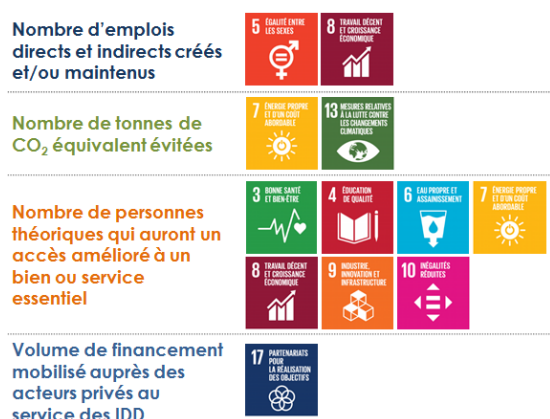 Nombre d'emplois
directs et indirects créés
et/ou maintenus
5 ÉGALITÉ ENTRE
LES SEXES
8 TRAVAIL DÉCENT
ET CROISSANCE
ÉCONOMIQUE
Nombre de tonnes de
CO₂ équivalent évitées
7 ÉNERGIE PROPRE
ET D'UN COÛT
ABORDABLE
13 MESURES RELATIVES
À LA LUTTE CONTRE
LES CHANGEMENTS
CLIMATIQUES
Nombre de personnes
théoriques qui auront un
accès amélioré à un
bien ou service
essentiel
3 BONNE SANTÉ
ET BIEN-ÊTRE
4 ÉDUCATION
DE QUALITÉ
6 EAU PROPRE ET
ASSAINISSEMENT
7 ÉNERGIE PROPRE
ET D'UN COÛT
ABORDABLE
8 TRAVAIL DÉCENT
ET CROISSANCE
ÉCONOMIQUE
9 INDUSTRIE,
INNOVATION ET
INFRASTRUCTURE
10 INÉGALITÉS
RÉDUITES
Volume de financement
mobilisé auprès des
acteurs privés au
service des IDD
17 PARTENARIATS
POUR
LA RÉALISATION
DES OBJECTIFS